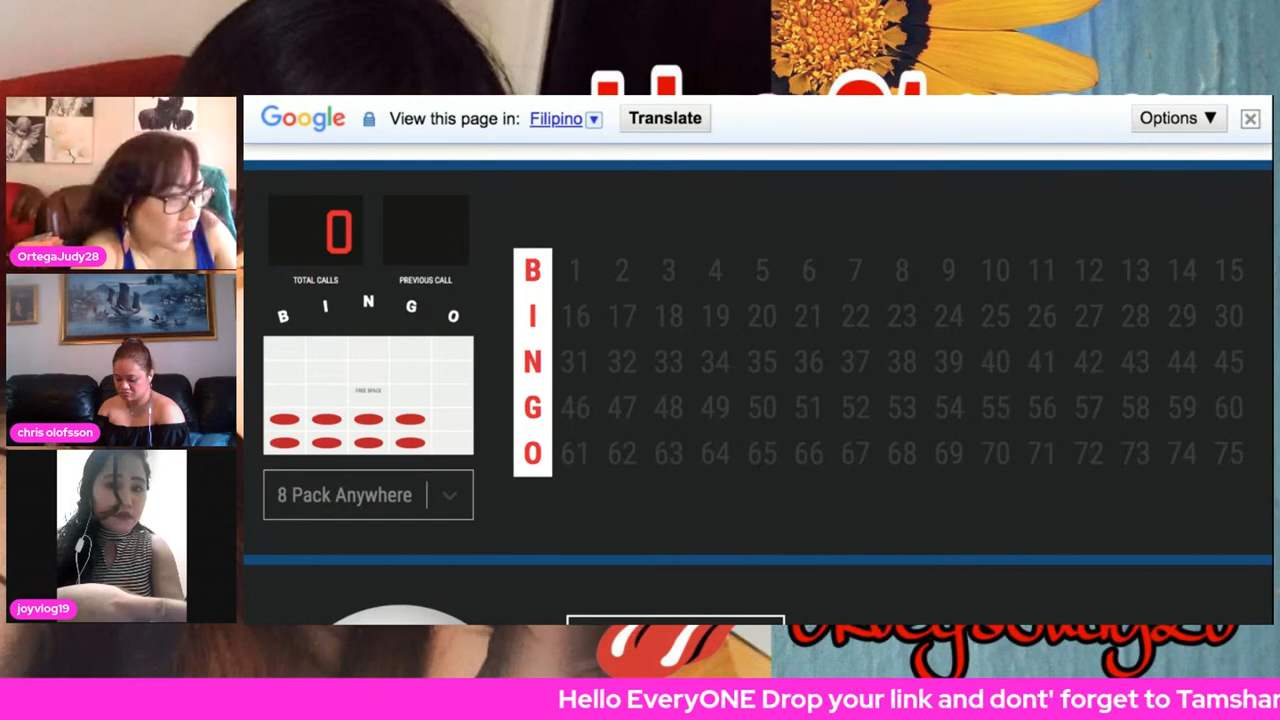 Google View this page in: Filipino Translate Options ▼
OrtegaJudy28
0
TOTAL CALLS PREVIOUS CALL
B I N G O
FREE SPACE
8 Pack Anywhere
B 1 2 3 4 5 6 7 8 9 10 11 12 13 14 15
I 16 17 18 19 20 21 22 23 24 25 26 27 28 29 30
N 31 32 33 34 35 36 37 38 39 40 41 42 43 44 45
G 46 47 48 49 50 51 52 53 54 55 56 57 58 59 60
O 61 62 63 64 65 66 67 68 69 70 71 72 73 74 75
chris olofsson
joyvlog19
Hello EveryONE Drop your link and dont' forget to Tamshar